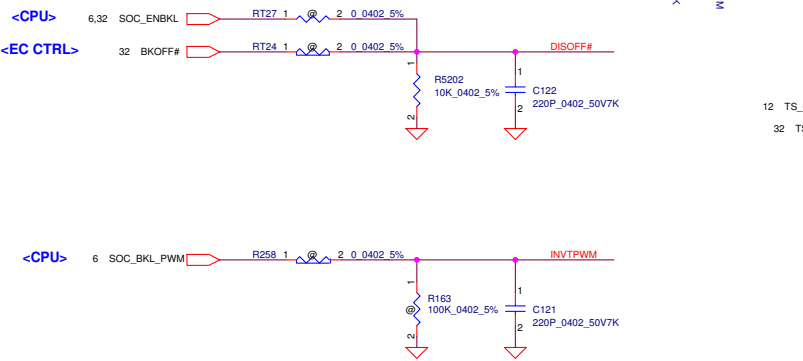 <CPU> 6,32 SOC_ENBKL RT27 1 @ 2 0_0402_5%
<EC CTRL> 32 BKOFF# RT24 1 @ 2 0_0402_5% DISOFF#
1 R5202 10K_0402_5% 2
1 C122 220P_0402_50V7K 2
12 TS_
32 TS
M
K
<CPU> 6 SOC_BKL_PWM R258 1 @ 2 0_0402_5% INVTPWM
1 @ R163 100K_0402_5% 2
1 C121 220P_0402_50V7K 2